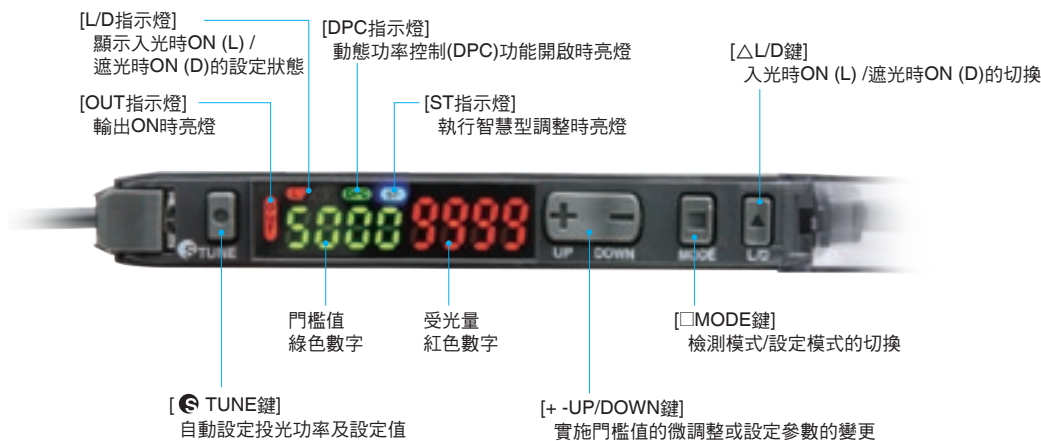 [L/D指示燈]
顯示入光時ON (L) /
遮光時ON (D)的設定狀態
[DPC指示燈]
動態功率控制(DPC)功能開啟時亮燈
[△L/D鍵]
入光時ON (L) /遮光時ON (D)的切換
[OUT指示燈]
輸出ON時亮燈
[ST指示燈]
執行智慧型調整時亮燈
5000 9999
S TUNE
UP DOWN
MODE
L/D
門檻值
綠色數字
受光量
紅色數字
[□MODE鍵]
檢測模式/設定模式的切換
[ S TUNE鍵]
自動設定投光功率及設定值
[+ -UP/DOWN鍵]
實施門檻值的微調整或設定參數的變更